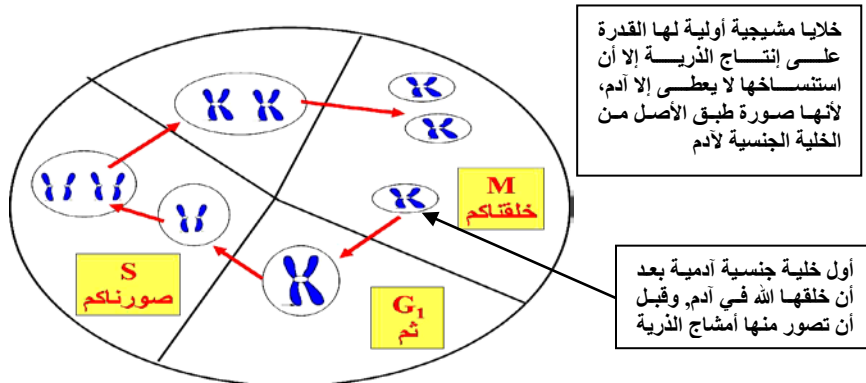 خلايا مشيجية أولية لها القدرة
على إنتاج الذرية إلا أن
استنساخها لا يعطى إلا آدم،
لأنها صورة طبق الأصل من
الخلية الجنسية لآدم
M
خلقناكم
S
صورناكم
G₁
ثم
أول خلية جنسية آدمية بعد
أن خلقها الله في آدم, وقبل
أن تصور منها أمشاج الذرية